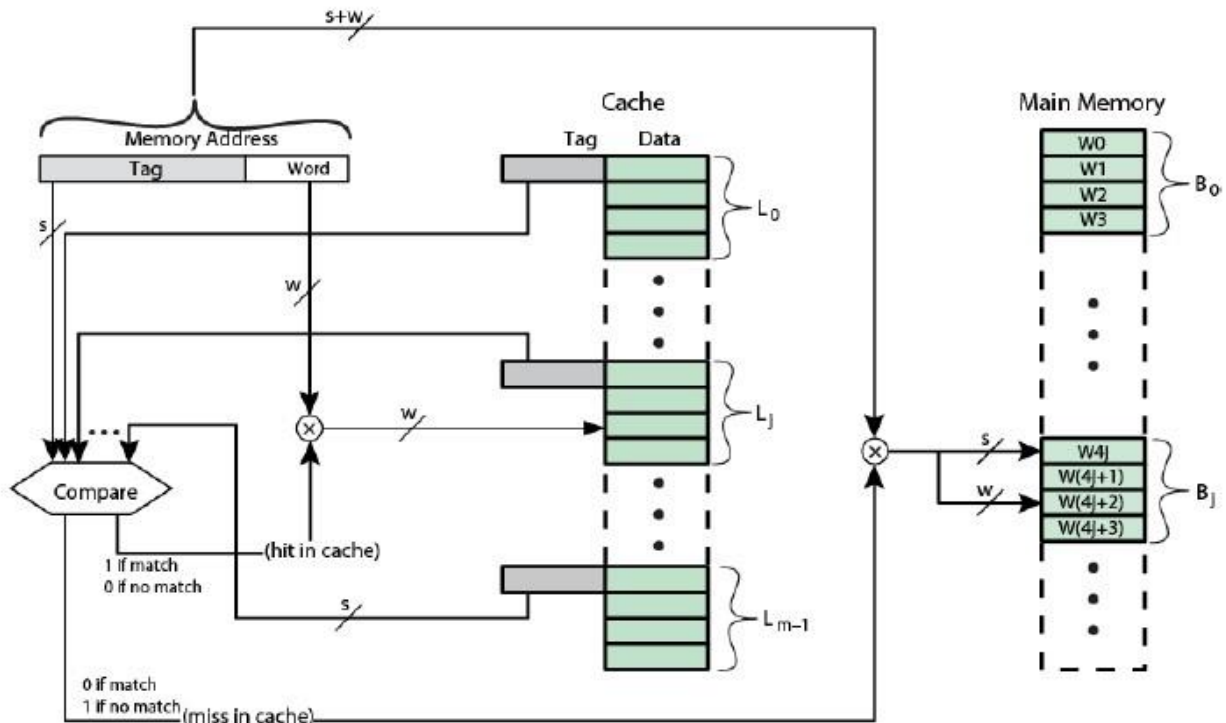 s+w
Cache
Main Memory
Memory Address
Tag Data
Tag Word
W0
W1
W2
W3
B0
L0
s
w
Lj
w
s
W4j
W(4j+1)
w
W(4j+2)
W(4j+3)
Bj
Compare
(hit in cache)
1 if match
0 if no match
s
Lm-1
0 if match
1 if no match
(miss in cache)